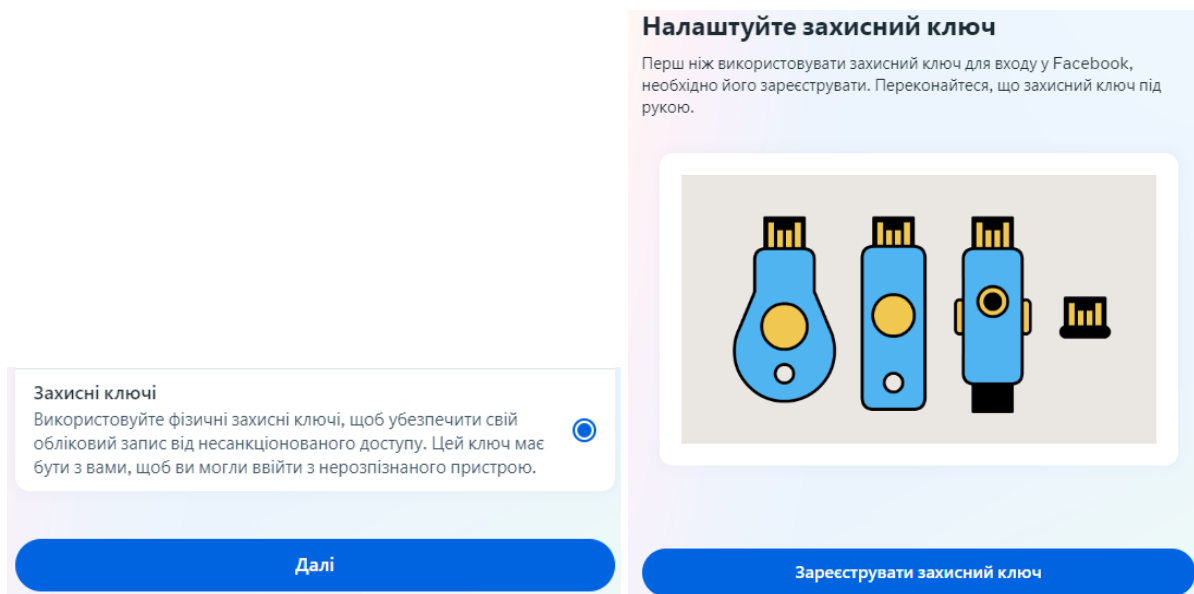 Захисні ключі
Використовуйте фізичні захисні ключі, щоб убезпечити свій
обліковий запис від несанкціонованого доступу. Цей ключ має
бути з вами, щоб ви могли ввійти з нерозпізнаного пристрою.
Далі
Налаштуйте захисний ключ
Перш ніж використовувати захисний ключ для входу у Facebook,
необхідно його зареєструвати. Переконайтеся, що захисний ключ під
рукою.
Зареєструвати захисний ключ